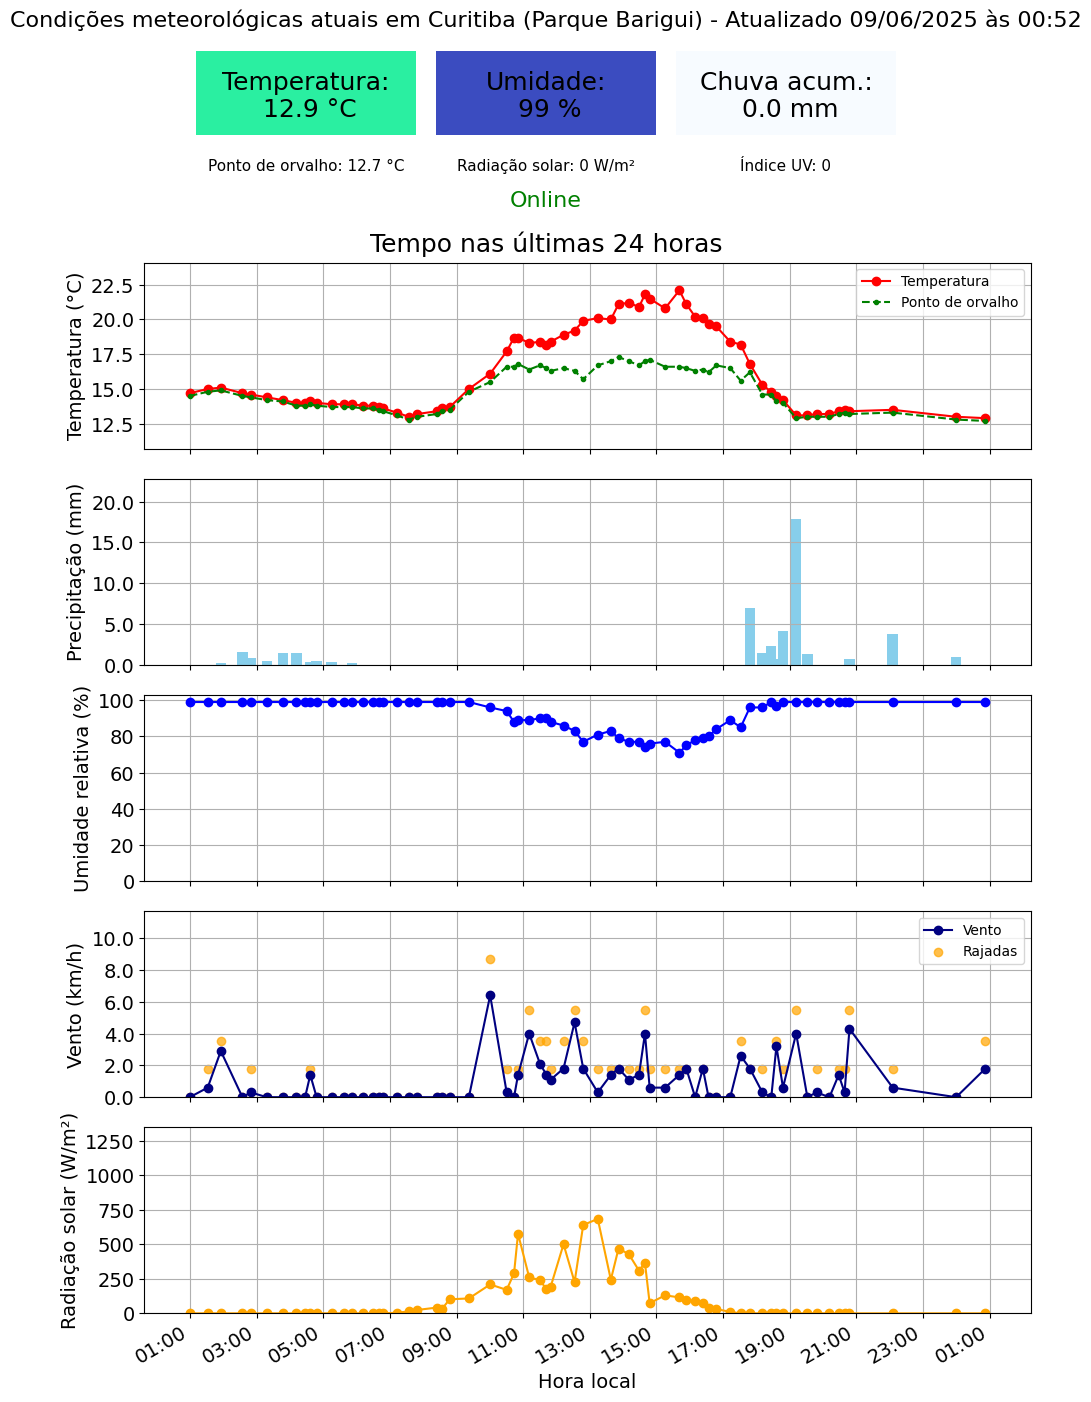 Condições meteorológicas atuais em Curitiba (Parque Barigui) - Atualizado 09/06/2025 às 00:52
Temperatura:
12.9 °C
Umidade:
99 %
Chuva acum.:
0.0 mm
Ponto de orvalho: 12.7 °C
Radiação solar: 0 W/m²
Índice UV: 0
Online
Tempo nas últimas 24 horas
Temperatura (°C)
22.5
20.0
17.5
15.0
12.5
Temperatura
Ponto de orvalho
Precipitação (mm)
20.0
15.0
10.0
5.0
0.0
Umidade relativa (%)
100
80
60
40
20
0
Vento (km/h)
10.0
8.0
6.0
4.0
2.0
0.0
Vento
Rajadas
Radiação solar (W/m²)
1250
1000
750
500
250
0
01:00
03:00
05:00
07:00
09:00
11:00
13:00
15:00
17:00
19:00
21:00
23:00
01:00
Hora local